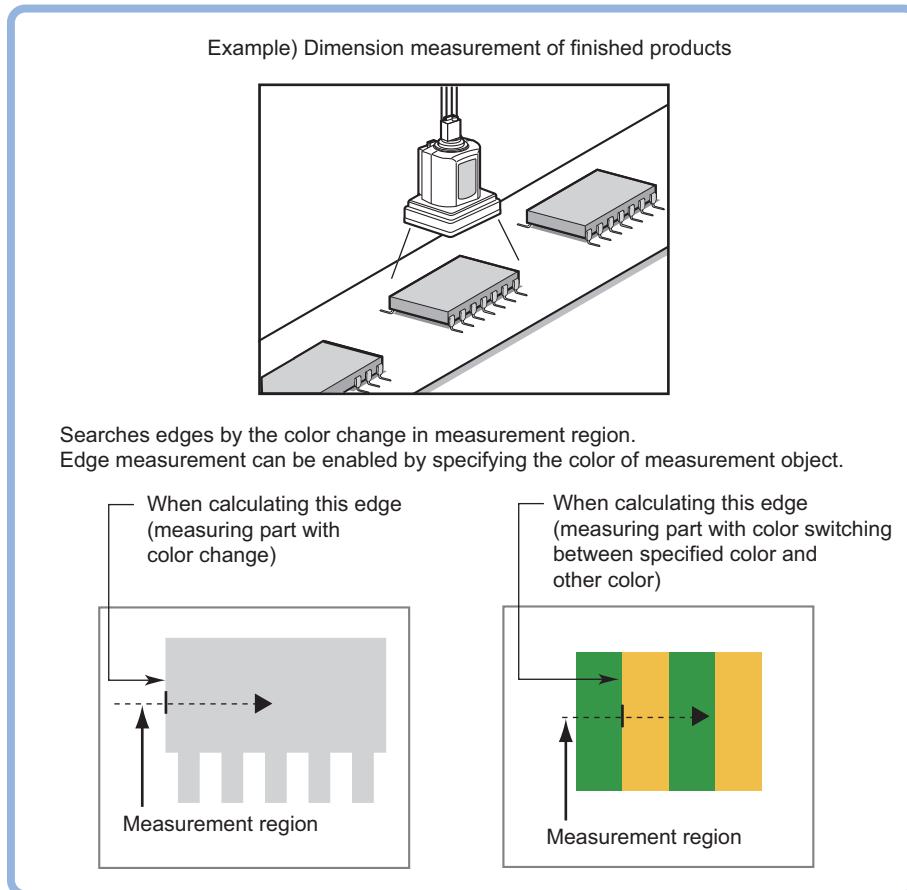 Example) Dimension measurement of finished products
Searches edges by the color change in measurement region.
Edge measurement can be enabled by specifying the color of measurement object.
When calculating this edge
(measuring part with
color change)
Measurement region
When calculating this edge
(measuring part with color switching
between specified color and
other color)
Measurement region